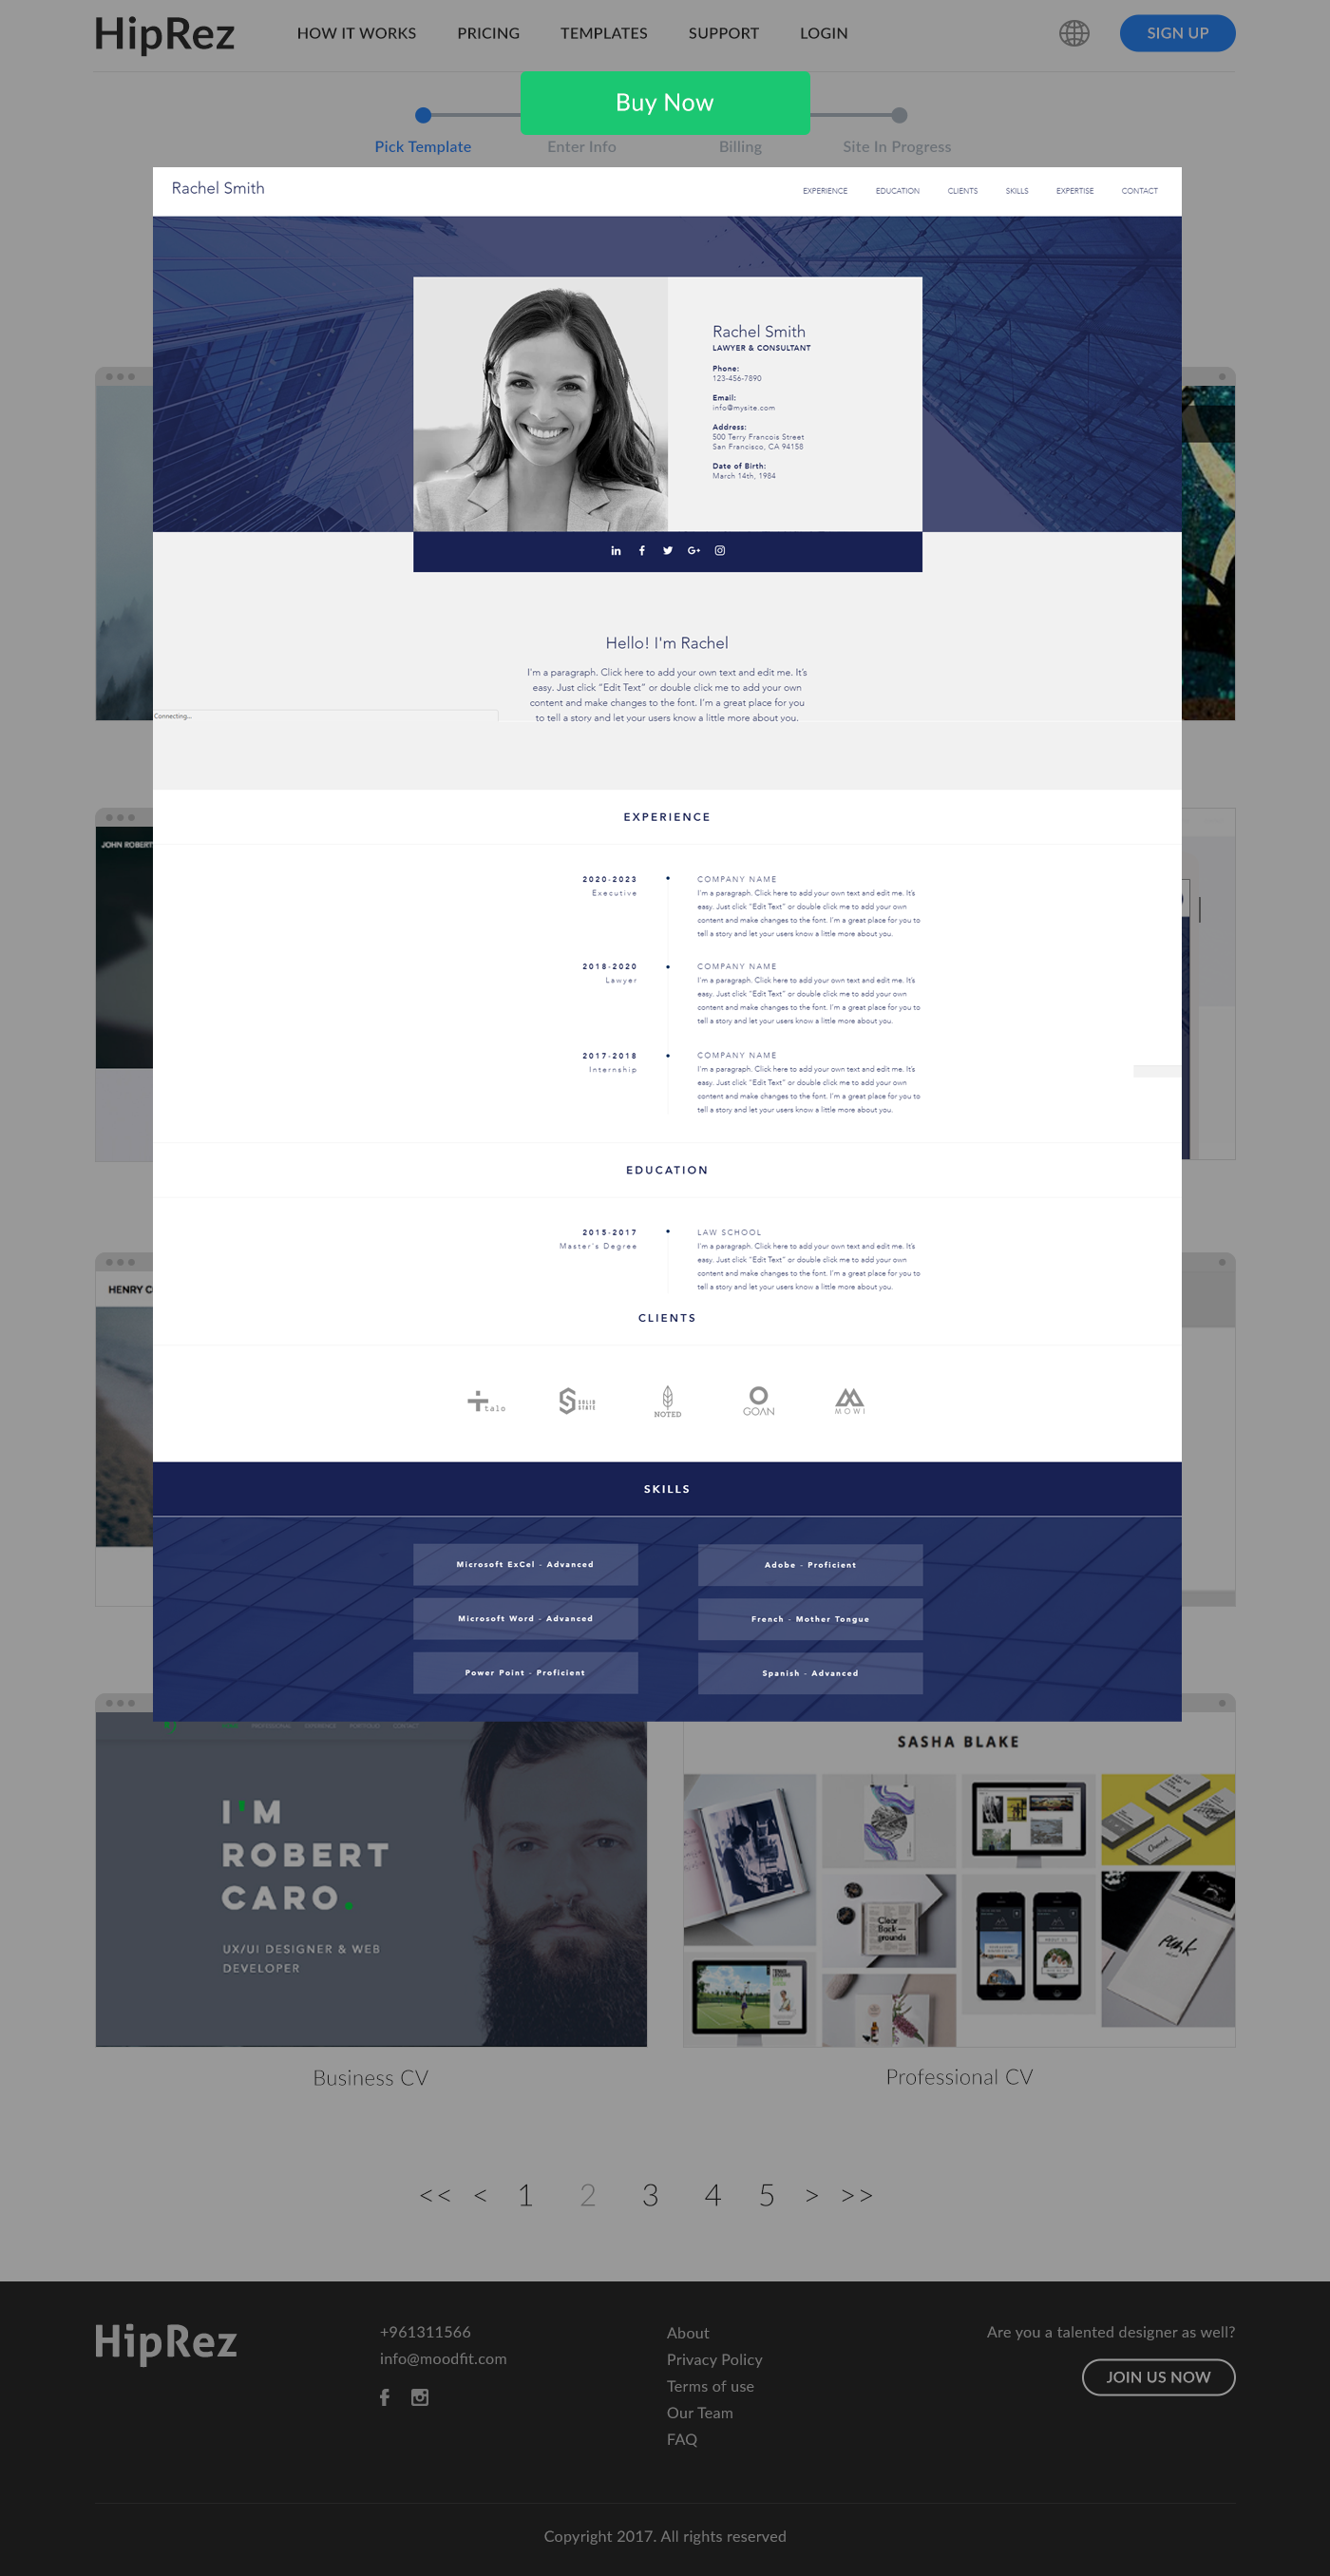 HipRez
HOW IT WORKS PRICING TEMPLATES SUPPORT LOGIN
SIGN UP
Buy Now
Pick Template Enter Info Billing Site In Progress
Rachel Smith
EXPERIENCE EDUCATION CLIENTS SKILLS EXPERTISE CONTACT
Rachel Smith
LAWYER & CONSULTANT
Phone:
123-456-7890
Email:
info@mysite.com
Address:
500 Terry Francois Street
San Francisco, CA 94158
Date of Birth:
March 14th, 1984
Hello! I'm Rachel
I'm a paragraph. Click here to add your own text and edit me. It's
easy. Just click “Edit Text” or double click me to add your own
content and make changes to the font. I'm a great place for you
to tell a story and let your users know a little more about you.
Connecting...
EXPERIENCE
JOHN ROBERT
2020-2023
Executive
COMPANY NAME
I'm a paragraph. Click here to add your own text and edit me. It's
easy. Just click “Edit Text” or double click me to add your own
content and make changes to the font. I'm a great place for you to
tell a story and let your users know a little more about you.
2018-2020
Lawyer
COMPANY NAME
I'm a paragraph. Click here to add your own text and edit me. It's
easy. Just click “Edit Text” or double click me to add your own
content and make changes to the font. I'm a great place for you to
tell a story and let your users know a little more about you.
2017-2018
Internship
COMPANY NAME
I'm a paragraph. Click here to add your own text and edit me. It's
easy. Just click “Edit Text” or double click me to add your own
content and make changes to the font. I'm a great place for you to
tell a story and let your users know a little more about you.
EDUCATION
2015-2017
Master's Degree
LAW SCHOOL
I'm a paragraph. Click here to add your own text and edit me. It's
easy. Just click “Edit Text” or double click me to add your own
content and make changes to the font. I'm a great place for you to
tell a story and let your users know a little more about you.
HENRY C
CLIENTS
talo
SOLID
STATE
NOTED
GOAN
MOWI
SKILLS
Microsoft ExCel - Advanced
Adobe - Proficient
Microsoft Word - Advanced
French - Mother Tongue
Power Point - Proficient
Spanish - Advanced
HOME PROFESSIONAL EXPERIENCE PORTFOLIO CONTACT
I'M
ROBERT
CARO.
UX/UI DESIGNER & WEB
DEVELOPER
SASHA BLAKE
Clear
Back—
grounds
Business CV
Professional CV
<< < 1 2 3 4 5 > >>
HipRez
+961311566
info@moodfit.com
About
Privacy Policy
Terms of use
Our Team
FAQ
Are you a talented designer as well?
JOIN US NOW
Copyright 2017. All rights reserved